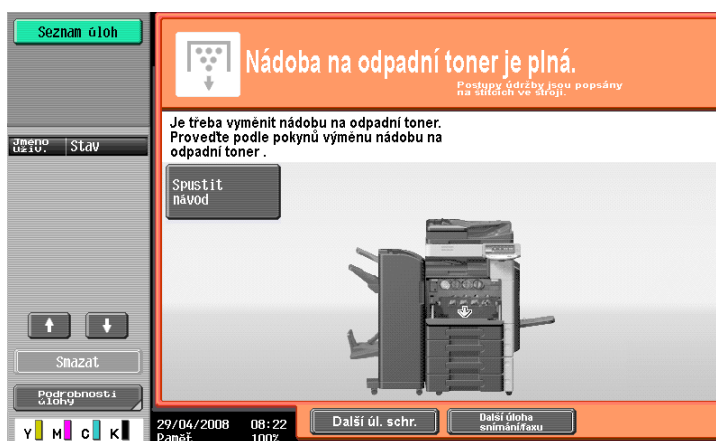 Seznam úloh
Nádoba na odpadní toner je plná.
Postupy údržby jsou popsány
na štítcích ve stroji.
Je třeba vyměnit nádobu na odpadní toner.
Proveďte podle pokynů výměnu nádobu na
odpadní toner .
Jméno
uživ.
Stav
Spustit
návod
Smazat
Podrobnosti
úlohy
Y M C K
29/04/2008 08:22
Paměť 100%
Další úl. schr.
Další úloha
snímání/faxu